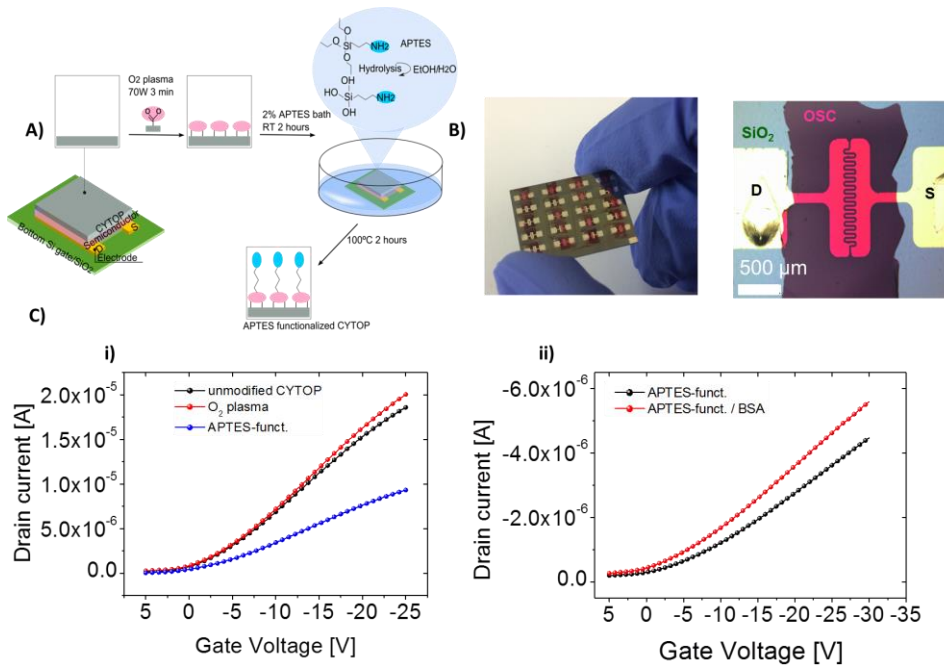 A)
O2 plasma
70W 3 min
2% APTES bath
RT 2 hours
O
O
O
Si
NH2
APTES
Hydrolysis
EtOH/H2O
OH
HO
Si
NH2
OH
CYTOP
Semiconductor
D
S
Electrode
Bottom Si gate/SiO2
100ºC 2 hours
APTES functionalized CYTOP
B)
SiO₂
OSC
D
S
500 µm
C)
i)
unmodified CYTOP
O₂ plasma
APTES-funct.
Drain current [A]
2.0x10⁻⁵
1.5x10⁻⁵
1.0x10⁻⁵
5.0x10⁻⁶
0.0
5 0 -5 -10 -15 -20 -25
Gate Voltage [V]
ii)
APTES-funct.
APTES-funct. / BSA
Drain current [A]
-6.0x10⁻⁶
-4.0x10⁻⁶
-2.0x10⁻⁶
0.0
5 0 -5 -10 -15 -20 -25 -30 -35
Gate Voltage [V]